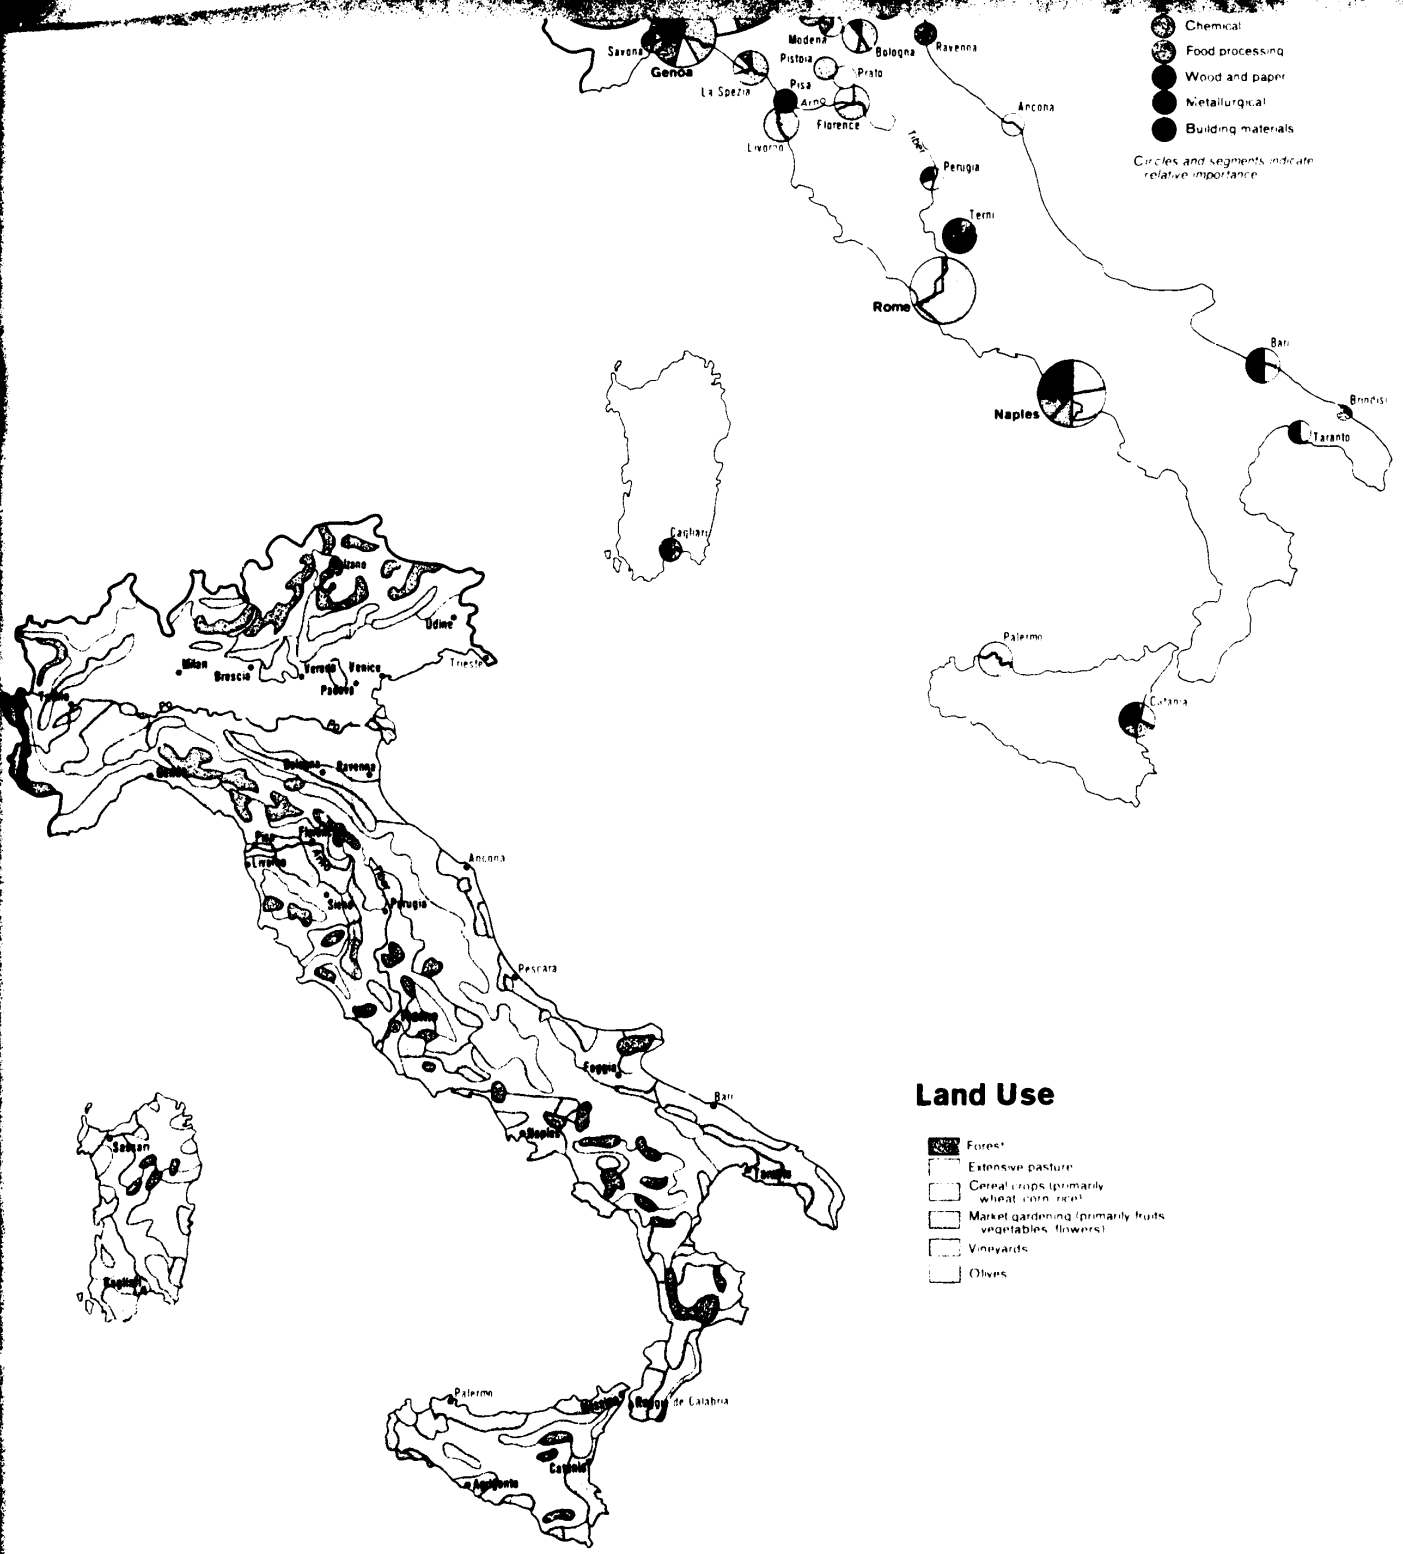 Chemical
Food processing
Wood and paper
Metallurgical
Building materials
Circles and segments indicate
relative importance
Savona
Genoa
La Spezia
Modena
Bologna
Ravenna
Pistoia
Prato
Pisa
Arno
Florence
Livorno
Ancona
Tiber
Perugia
Terni
Rome
Bari
Naples
Brindisi
Taranto
Cagliari
Palermo
Catania
Udine
Trieste
Milan
Brescia
Verona
Venice
Padova
Po
Po
Bologna
Ravenna
Pisa
Livorno
Ancona
Siena
Perugia
Pescara
Foggia
Bari
Naples
Taranto
Sassari
Cagliari
Palermo
Messina
Reggio de Calabria
Catania
Agrigento
Land Use
Forest
Extensive pasture
Cereal crops (primarily
wheat, corn, rice)
Market gardening (primarily fruits
vegetables, flowers)
Vineyards
Olives